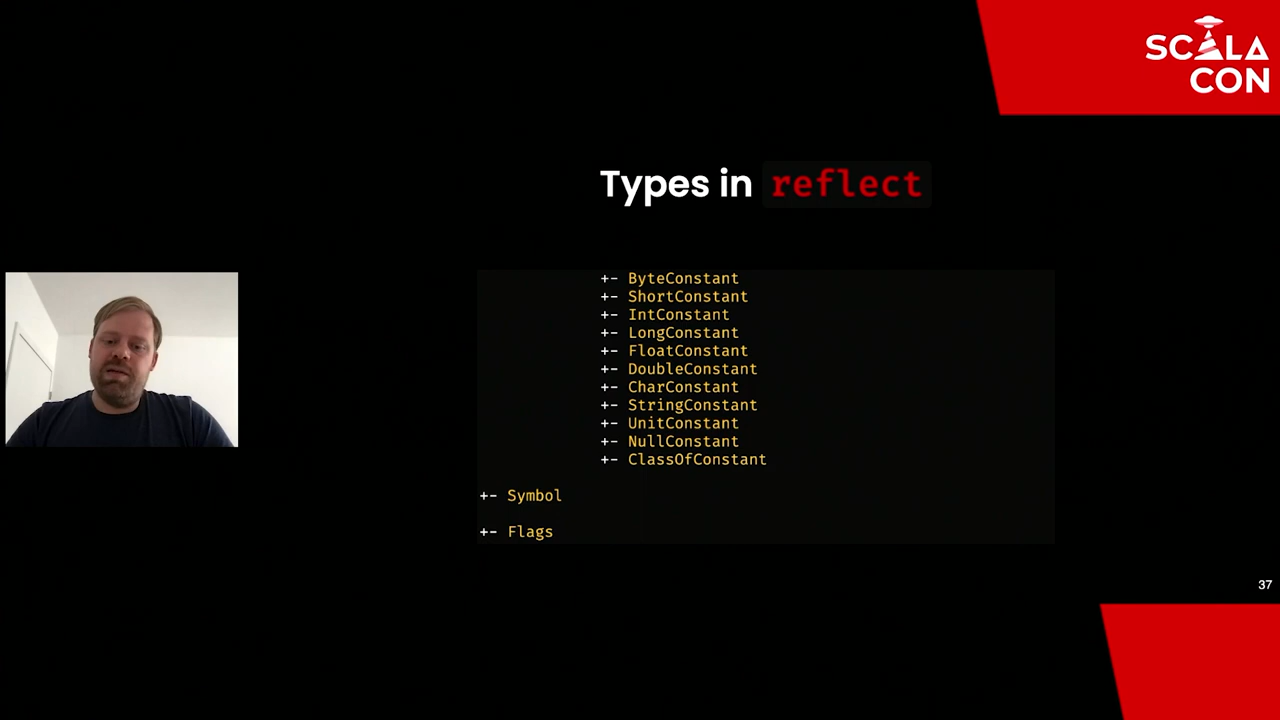 SCALA
CON
Types in reflect
+- ByteConstant
+- ShortConstant
+- IntConstant
+- LongConstant
+- FloatConstant
+- DoubleConstant
+- CharConstant
+- StringConstant
+- UnitConstant
+- NullConstant
+- ClassOfConstant
+- Symbol
+- Flags
37